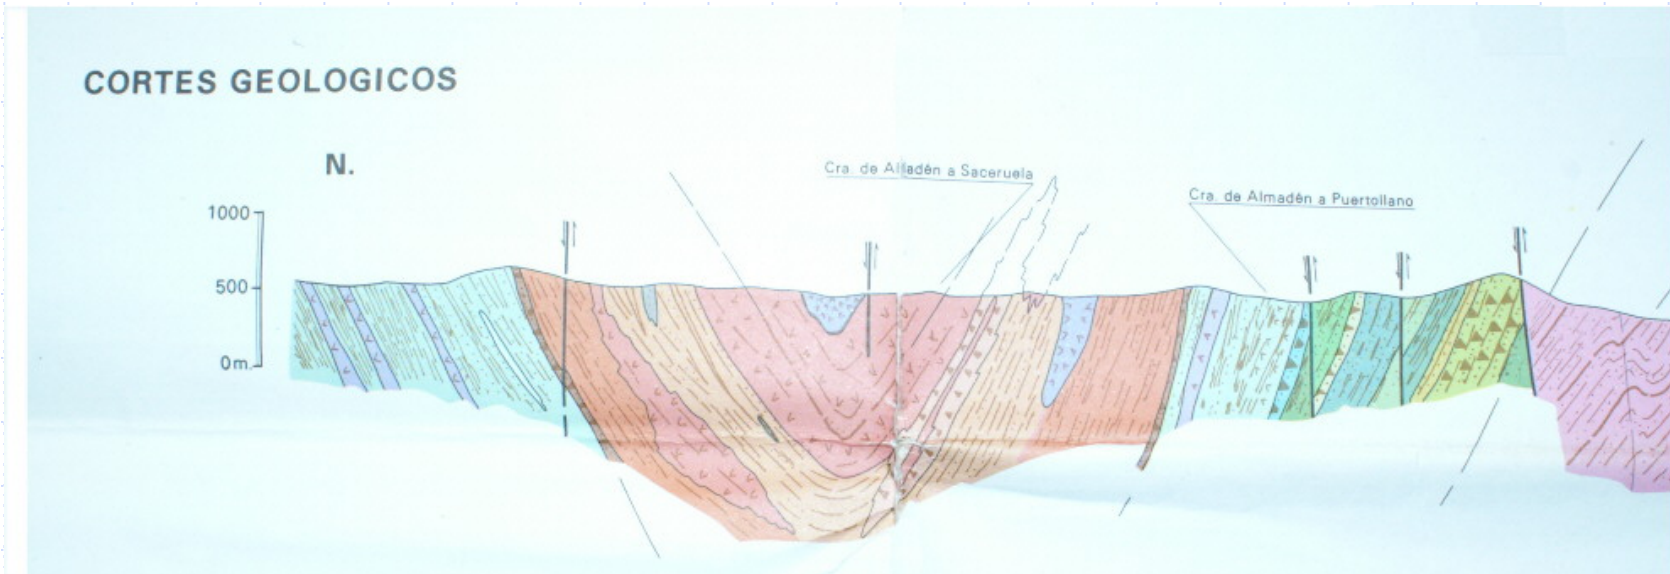 CORTES GEOLOGICOS
N.
Cra. de Almadén a Saceruela
Cra. de Almadén a Puertollano
1000
500
0m.